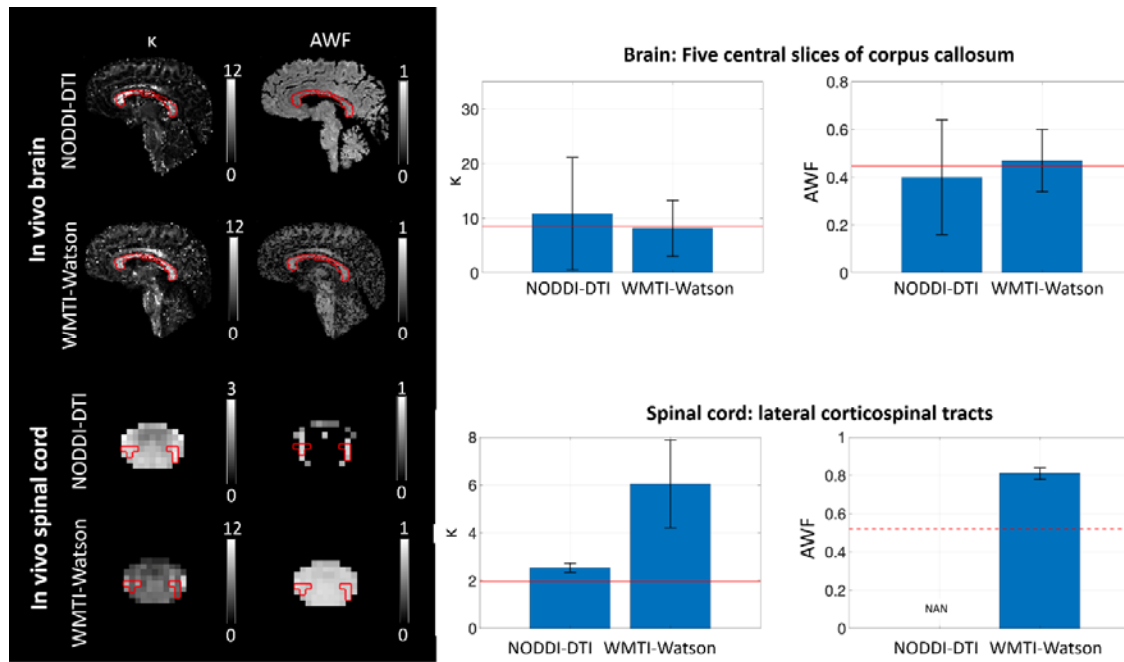 κ
AWF
In vivo brain
NODDI-DTI
12
0
1
0
WMTI-Watson
12
0
1
0
In vivo spinal cord
NODDI-DTI
3
0
1
0
WMTI-Watson
12
0
1
0
Brain: Five central slices of corpus callosum
κ
30
20
10
0
NODDI-DTI
WMTI-Watson
AWF
0.8
0.6
0.4
0.2
0
NODDI-DTI
WMTI-Watson
Spinal cord: lateral corticospinal tracts
κ
8
6
4
2
0
NODDI-DTI
WMTI-Watson
AWF
1
0.8
0.6
0.4
0.2
0
NAN
NODDI-DTI
WMTI-Watson